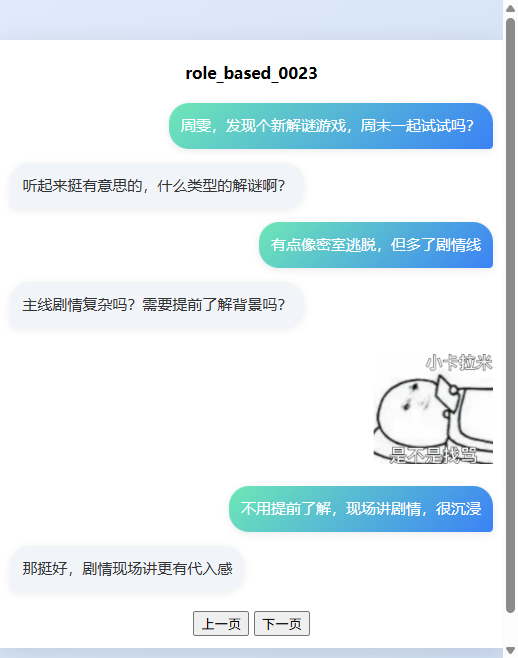 role_based_0023
周雯，发现个新解谜游戏，周末一起试试吗？
听起来挺有意思的，什么类型的解谜啊？
有点像密室逃脱，但多了剧情线
主线剧情复杂吗？需要提前了解背景吗？
小卡拉米
是不是找骂
不用提前了解，现场讲剧情，很沉浸
那挺好，剧情现场讲更有代入感
上一页 下一页